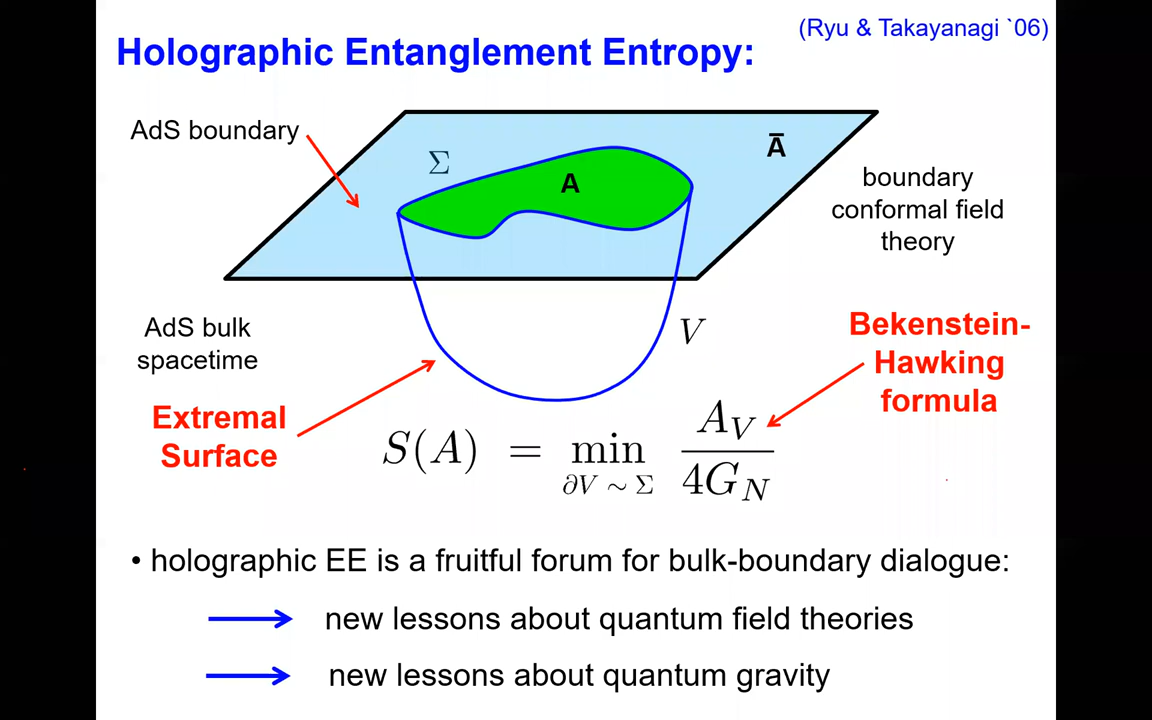 (Ryu & Takayanagi `06)
Holographic Entanglement Entropy:
AdS boundary
Σ
A
Ā
boundary
conformal field
theory
AdS bulk
spacetime
V
Bekenstein-
Hawking
formula
Extremal
Surface
S(A) = min_{∂V ∼ Σ} A_V / 4G_N
• holographic EE is a fruitful forum for bulk-boundary dialogue:
new lessons about quantum field theories
new lessons about quantum gravity